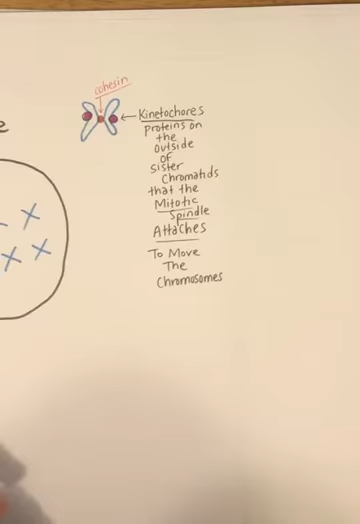 cohesin
e
Kinetochores
proteins on
the
outside
of
sister
Chromatids
that the
Mitotic
Spindle
Attaches
To Move
The
Chromosomes